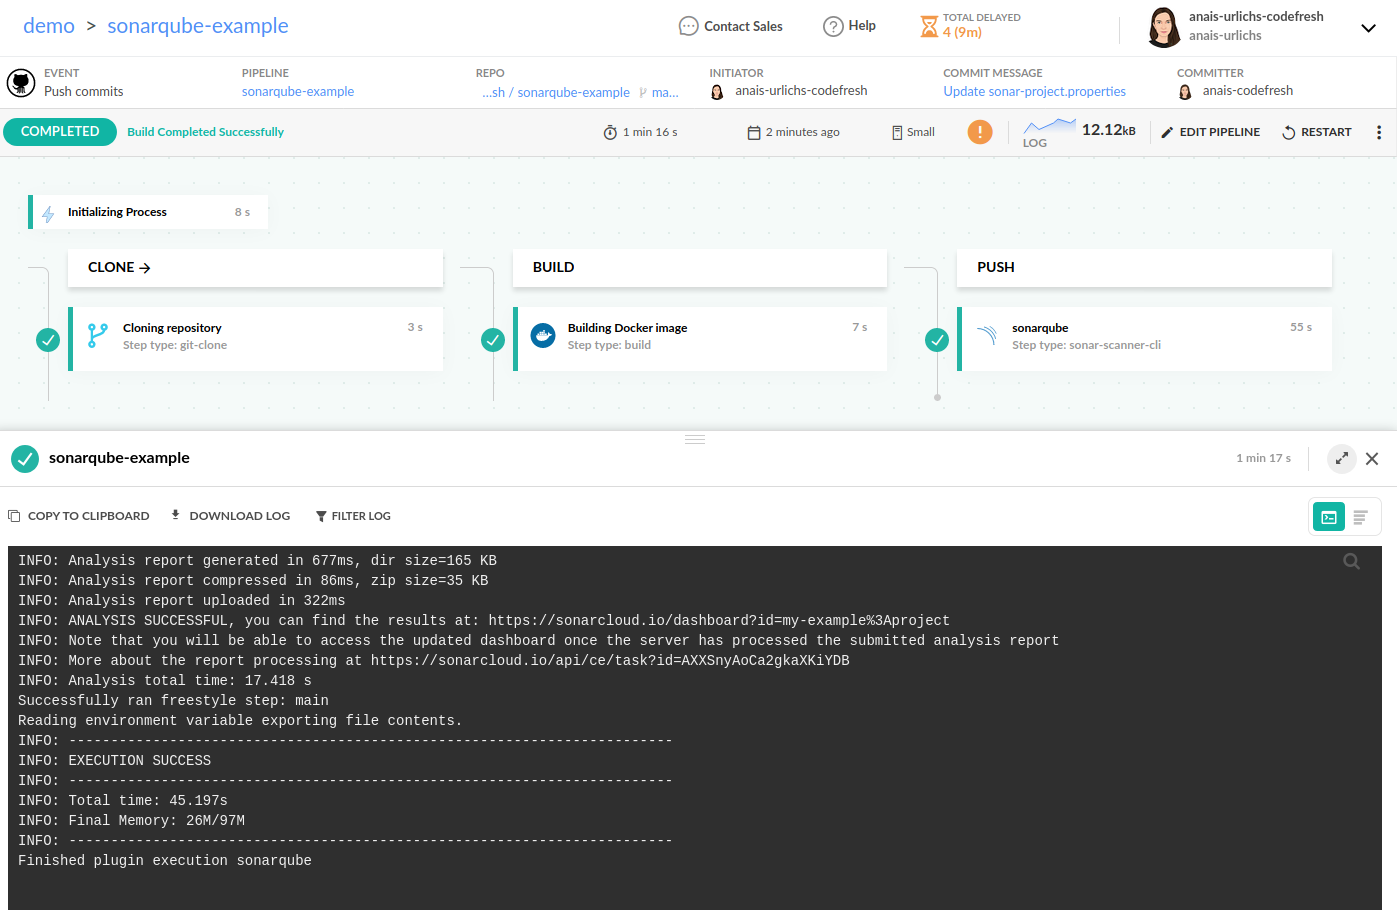 demo > sonarqube-example
Contact Sales
Help
TOTAL DELAYED
4 (9m)
anais-urlichs-codefresh
anais-urlichs
EVENT
Push commits
PIPELINE
sonarqube-example
REPO
...sh / sonarqube-example ma...
INITIATOR
anais-urlichs-codefresh
COMMIT MESSAGE
Update sonar-project.properties
COMMITTER
anais-codefresh
COMPLETED
Build Completed Successfully
1 min 16 s
2 minutes ago
Small
!
LOG
12.12kB
EDIT PIPELINE
RESTART
Initializing Process
8 s
CLONE →
BUILD
PUSH
Cloning repository
3 s
Step type: git-clone
Building Docker image
7 s
Step type: build
sonarqube
55 s
Step type: sonar-scanner-cli
sonarqube-example
1 min 17 s
COPY TO CLIPBOARD
DOWNLOAD LOG
FILTER LOG
INFO: Analysis report generated in 677ms, dir size=165 KB
INFO: Analysis report compressed in 86ms, zip size=35 KB
INFO: Analysis report uploaded in 322ms
INFO: ANALYSIS SUCCESSFUL, you can find the results at: https://sonarcloud.io/dashboard?id=my-example%3Aproject
INFO: Note that you will be able to access the updated dashboard once the server has processed the submitted analysis report
INFO: More about the report processing at https://sonarcloud.io/api/ce/task?id=AXXSnyAoCa2gkaXKiYDB
INFO: Analysis total time: 17.418 s
Successfully ran freestyle step: main
Reading environment variable exporting file contents.
INFO: ------------------------------------------------------------------------
INFO: EXECUTION SUCCESS
INFO: ------------------------------------------------------------------------
INFO: Total time: 45.197s
INFO: Final Memory: 26M/97M
INFO: ------------------------------------------------------------------------
Finished plugin execution sonarqube